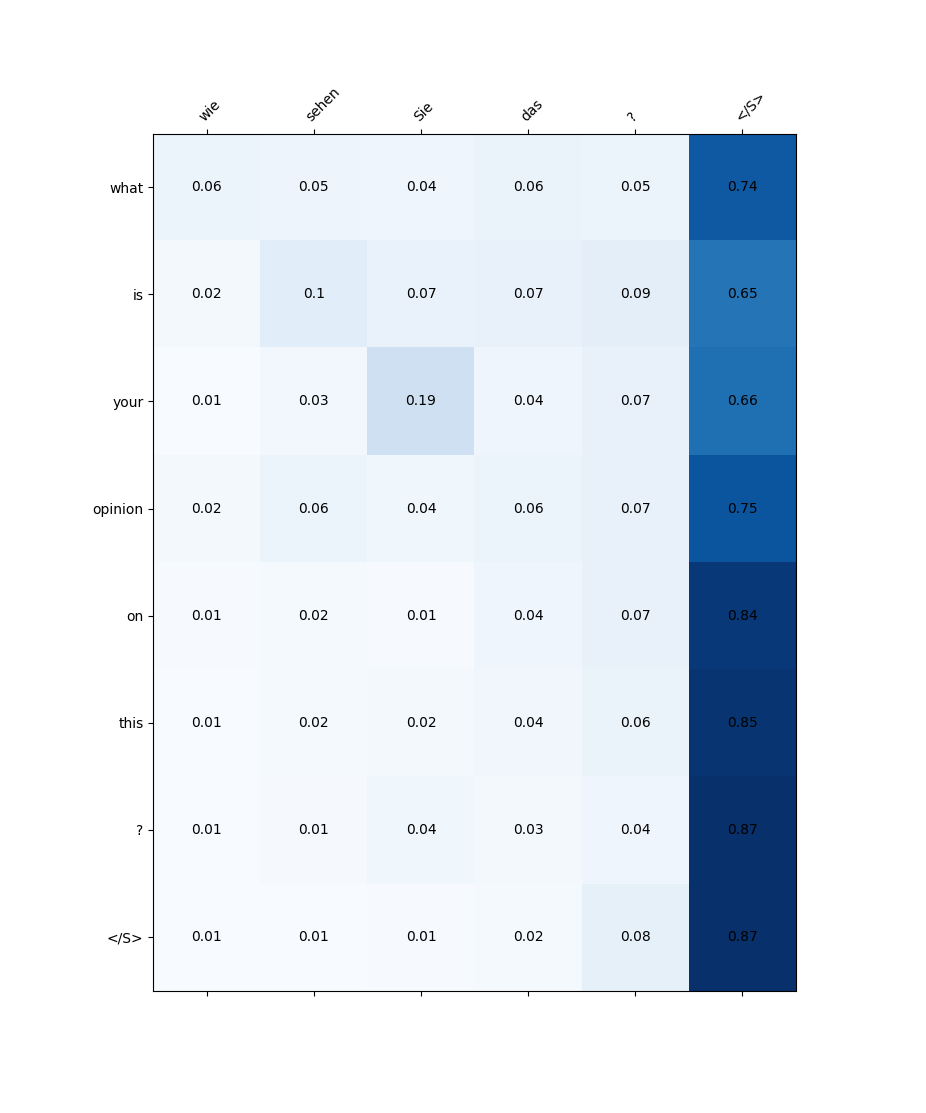 wie sehen Sie das ? </S>
what 0.06 0.05 0.04 0.06 0.05 0.74
is 0.02 0.1 0.07 0.07 0.09 0.65
your 0.01 0.03 0.19 0.04 0.07 0.66
opinion 0.02 0.06 0.04 0.06 0.07 0.75
on 0.01 0.02 0.01 0.04 0.07 0.84
this 0.01 0.02 0.02 0.04 0.06 0.85
? 0.01 0.01 0.04 0.03 0.04 0.87
</S> 0.01 0.01 0.01 0.02 0.08 0.87